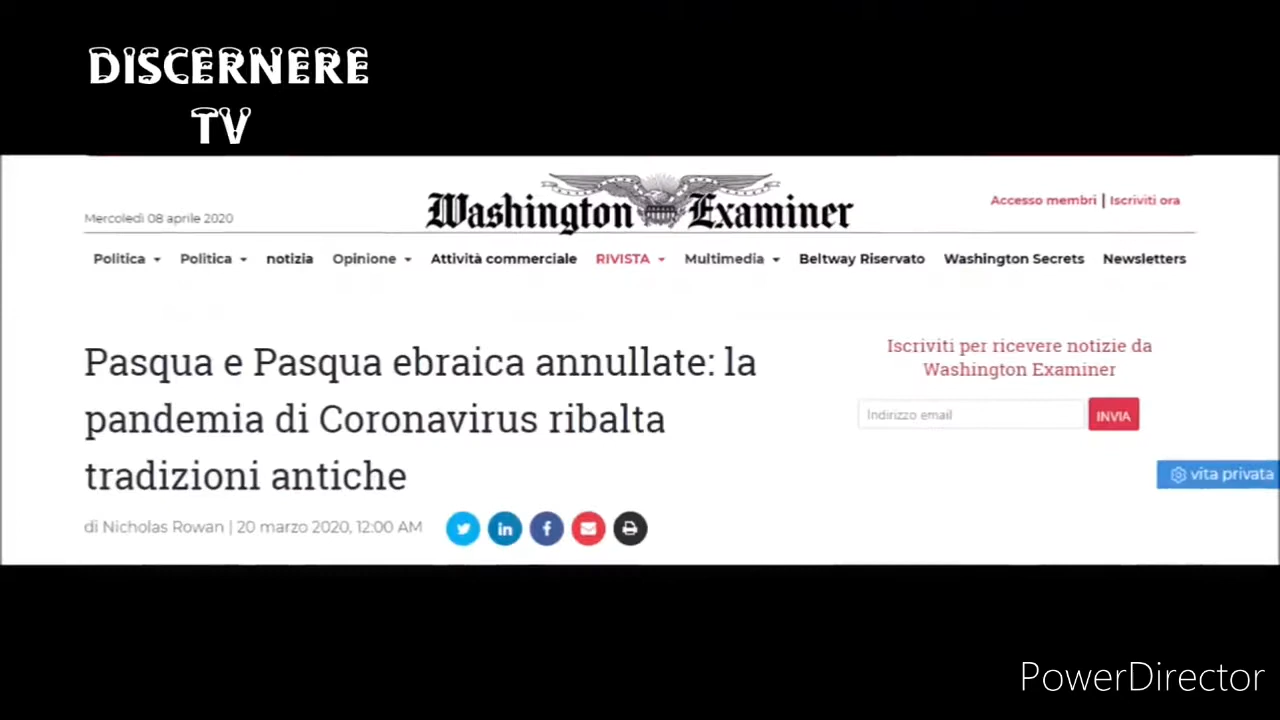 DISCERNERE
TV
Washington Examiner
Accesso membri | Iscriviti ora
Mercoledì 08 aprile 2020
Politica Politica notizia Opinione Attività commerciale RIVISTA Multimedia Beltway Riservato Washington Secrets Newsletters
Pasqua e Pasqua ebraica annullate: la
pandemia di Coronavirus ribalta
tradizioni antiche
di Nicholas Rowan | 20 marzo 2020, 12:00 AM
Iscriviti per ricevere notizie da
Washington Examiner
Indirizzo email INVIA
vita privata
PowerDirector